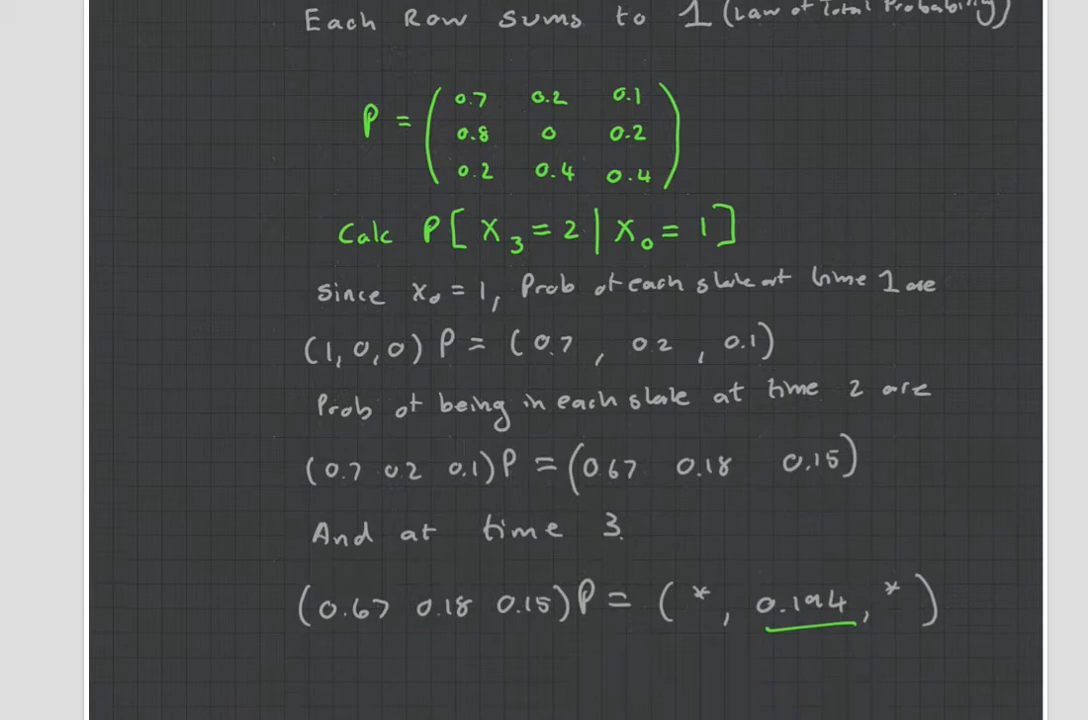 Each Row sums to 1 (Law of Total Probability)
P = ( 0.7 0.2 0.1
0.8 0 0.2
0.2 0.4 0.4 )
Calc P[ X₃ = 2 | X₀ = 1 ]
since X₀ = 1, Prob of each state at time 1 are
(1, 0, 0) P = ( 0.7 , 0.2 , 0.1 )
Prob of being in each state at time 2 are
(0.7 0.2 0.1) P = ( 0.67 0.18 0.15 )
And at time 3.
(0.67 0.18 0.15) P = ( * , 0.194 , * )